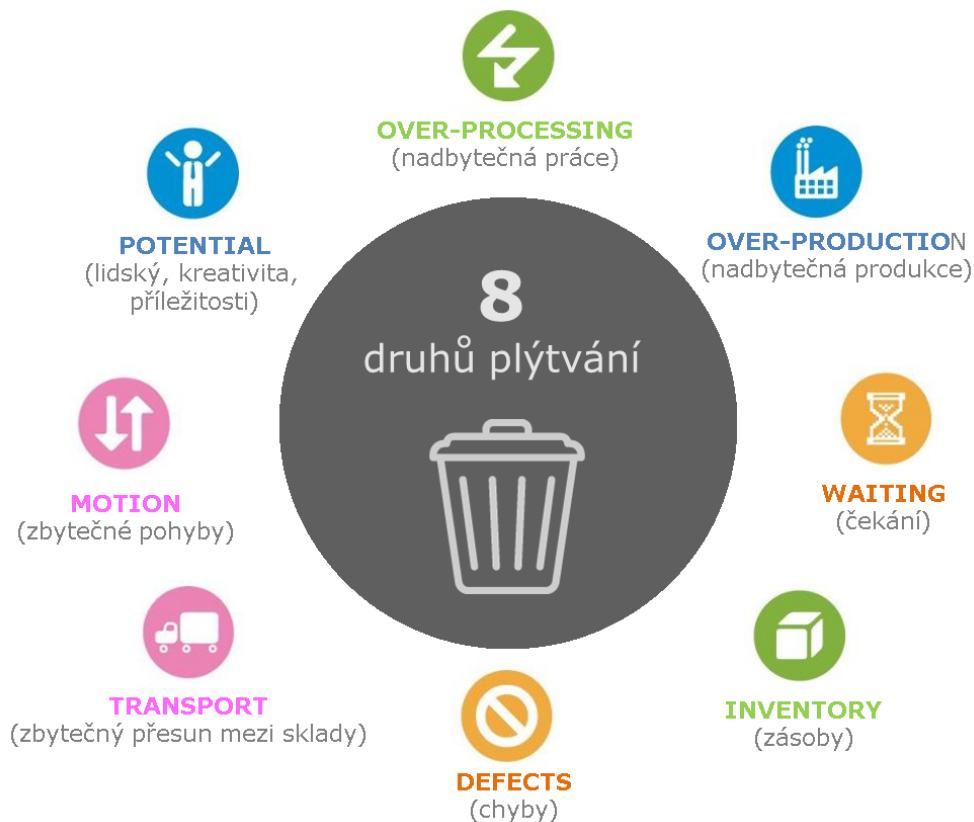 OVER-PROCESSING
(nadbytečná práce)
OVER-PRODUCTION
(nadbytečná produkce)
WAITING
(čekání)
INVENTORY
(zásoby)
DEFECTS
(chyby)
TRANSPORT
(zbytečný přesun mezi sklady)
MOTION
(zbytečné pohyby)
POTENTIAL
(lidský, kreativita,
příležitosti)
8
druhů plýtvání